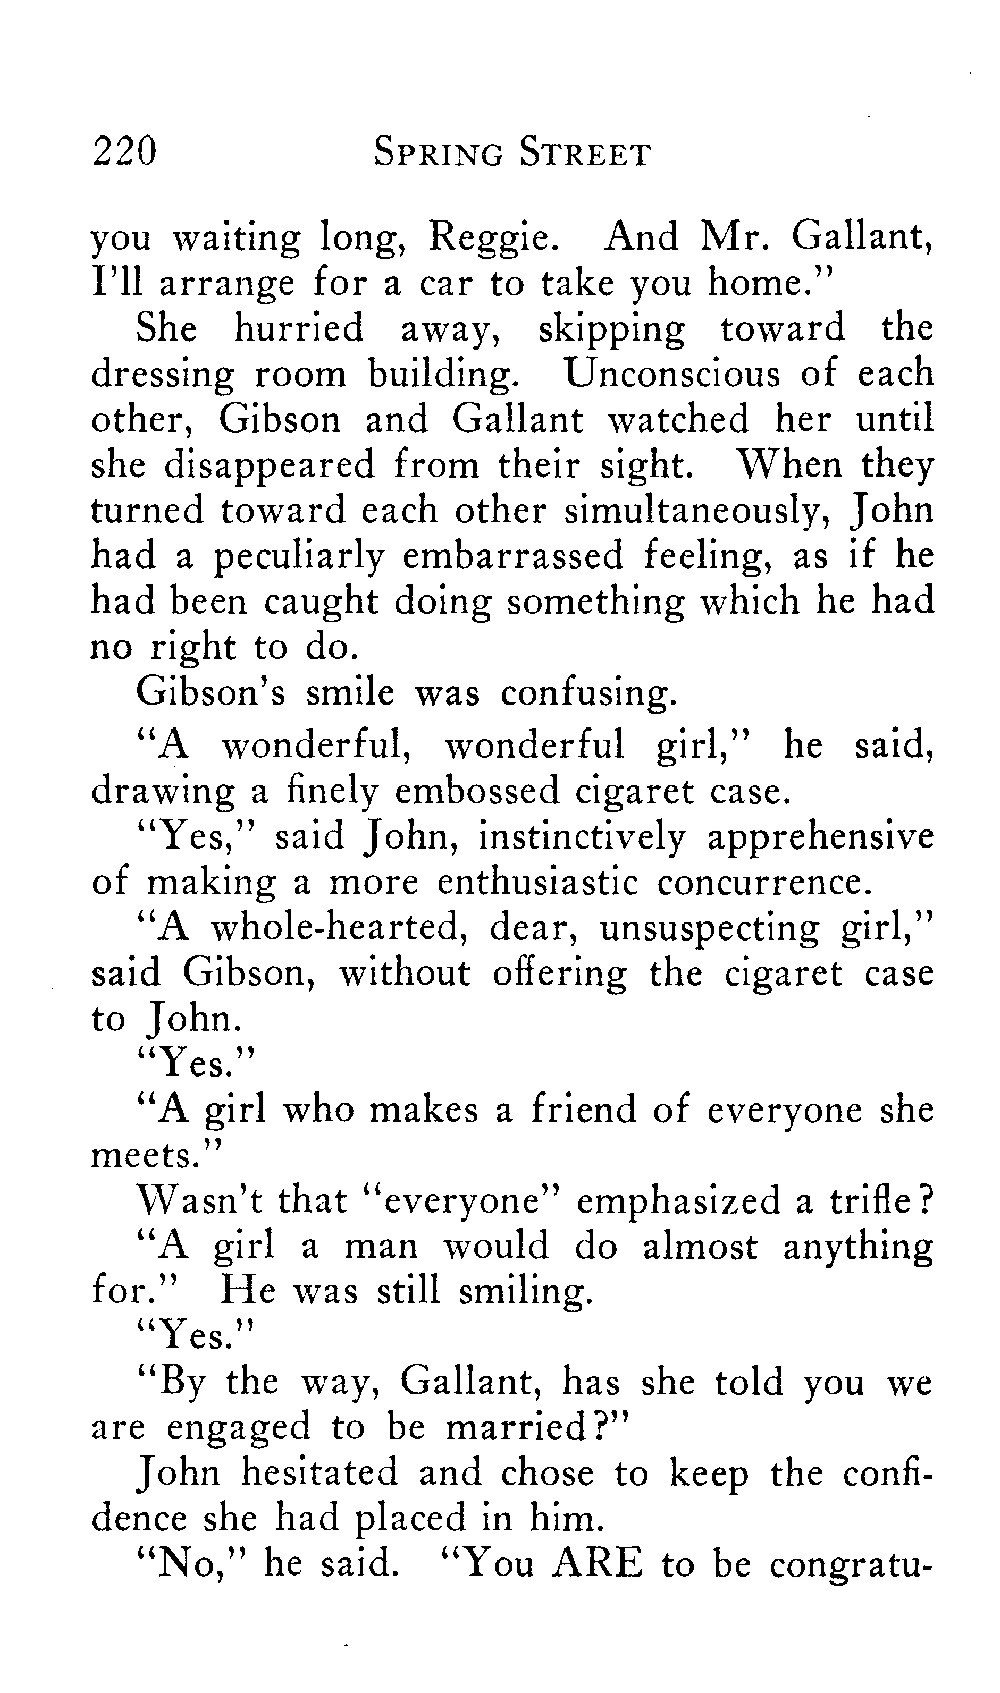 220 SPRING STREET
you waiting long, Reggie. And Mr. Gallant,
I'll arrange for a car to take you home."
She hurried away, skipping toward the
dressing room building. Unconscious of each
other, Gibson and Gallant watched her until
she disappeared from their sight. When they
turned toward each other simultaneously, John
had a peculiarly embarrassed feeling, as if he
had been caught doing something which he had
no right to do.
Gibson's smile was confusing.
"A wonderful, wonderful girl," he said,
drawing a finely embossed cigaret case.
"Yes," said John, instinctively apprehensive
of making a more enthusiastic concurrence.
"A whole-hearted, dear, unsuspecting girl,"
said Gibson, without offering the cigaret case
to John.
"Yes."
"A girl who makes a friend of everyone she
meets."
Wasn't that "everyone" emphasized a trifle?
"A girl a man would do almost anything
for." He was still smiling.
"Yes."
"By the way, Gallant, has she told you we
are engaged to be married?"
John hesitated and chose to keep the confi-
dence she had placed in him.
"No," he said. "You ARE to be congratu-